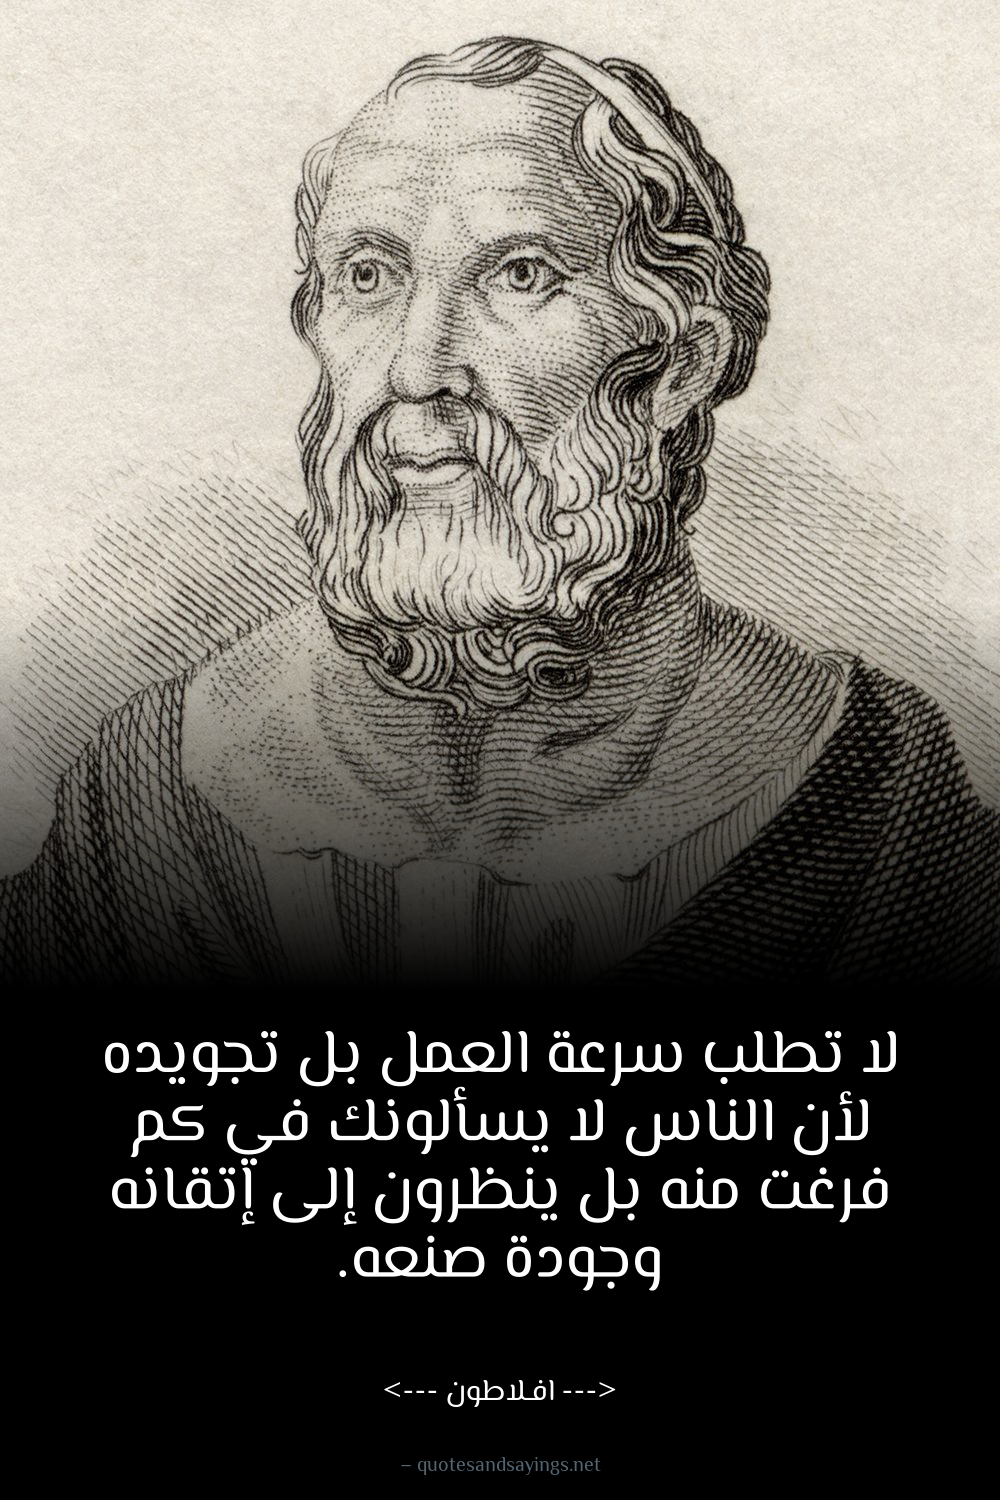 لا تطلب سرعة العمل بل تجويده
لأن الناس لا يسألونك في كم
فرغت منه بل ينظرون إلى إتقانه
وجودة صنعه.
<--- افلاطون --->
– quotesandsayings.net